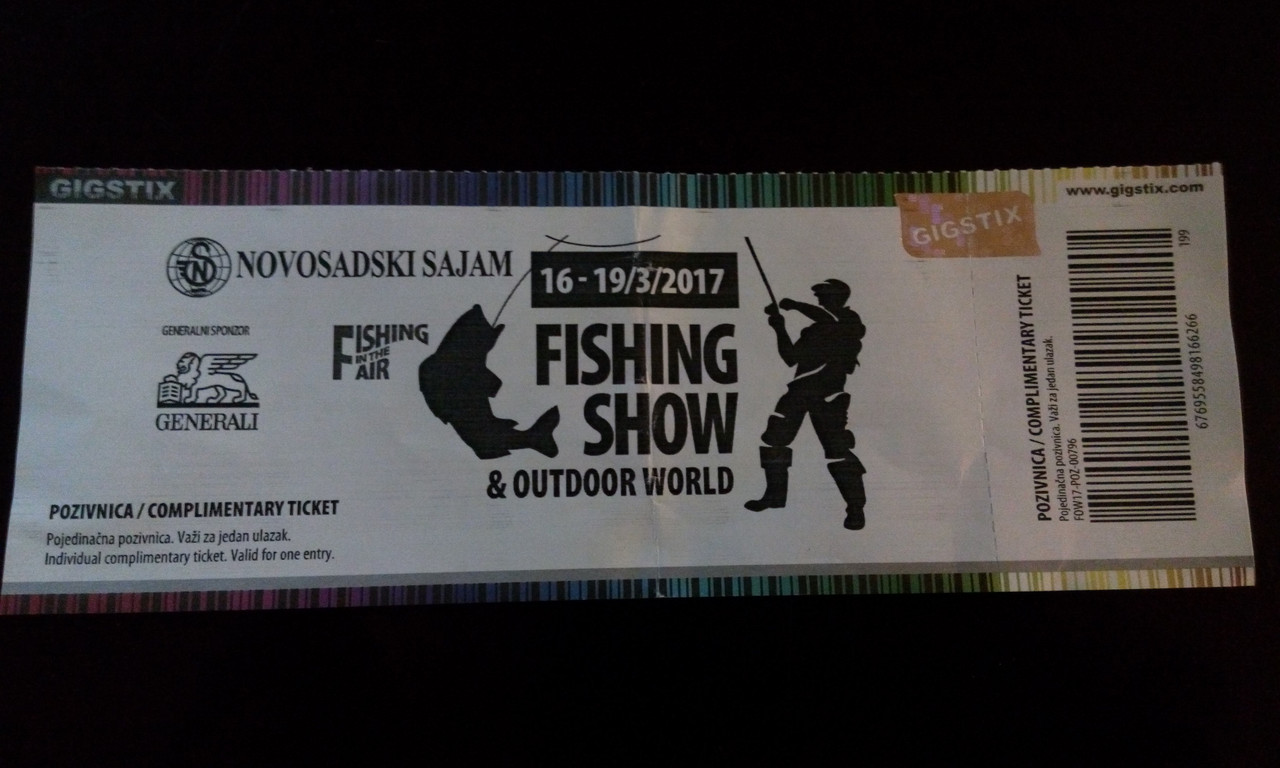 GIGSTIX
www.gigstix.com
GIGSTIX
NOVOSADSKI SAJAM
16 - 19/3/2017
GENERALNI SPONZOR
GENERALI
FISHING
IN THE
AIR
FISHING
SHOW
& OUTDOOR WORLD
POZIVNICA / COMPLIMENTARY TICKET
Pojedinačna pozivnica. Važi za jedan ulazak.
Individual complimentary ticket. Valid for one entry.
POZIVNICA / COMPLIMENTARY TICKET
Pojedinačna pozivnica. Važi za jedan ulazak.
FOW17-POZ-00796
199
6769558498166266